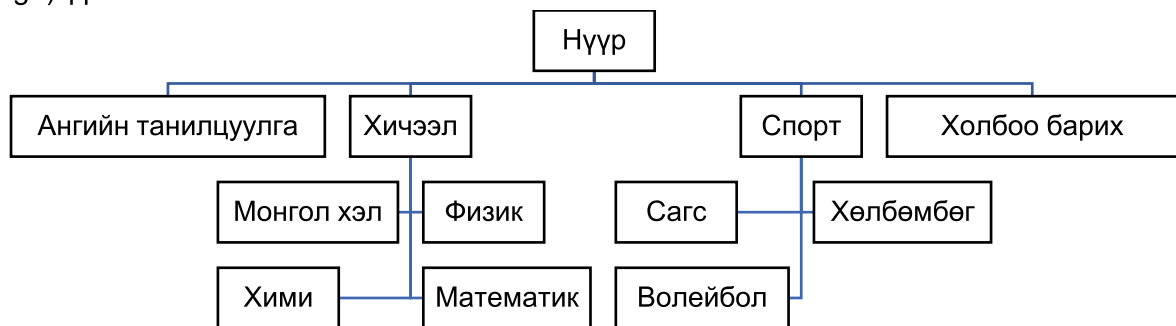 Нүүр
Ангийн танилцуулга
Хичээл
Спорт
Холбоо барих
Монгол хэл
Физик
Сагс
Хөлбөмбөг
Хими
Математик
Волейбол